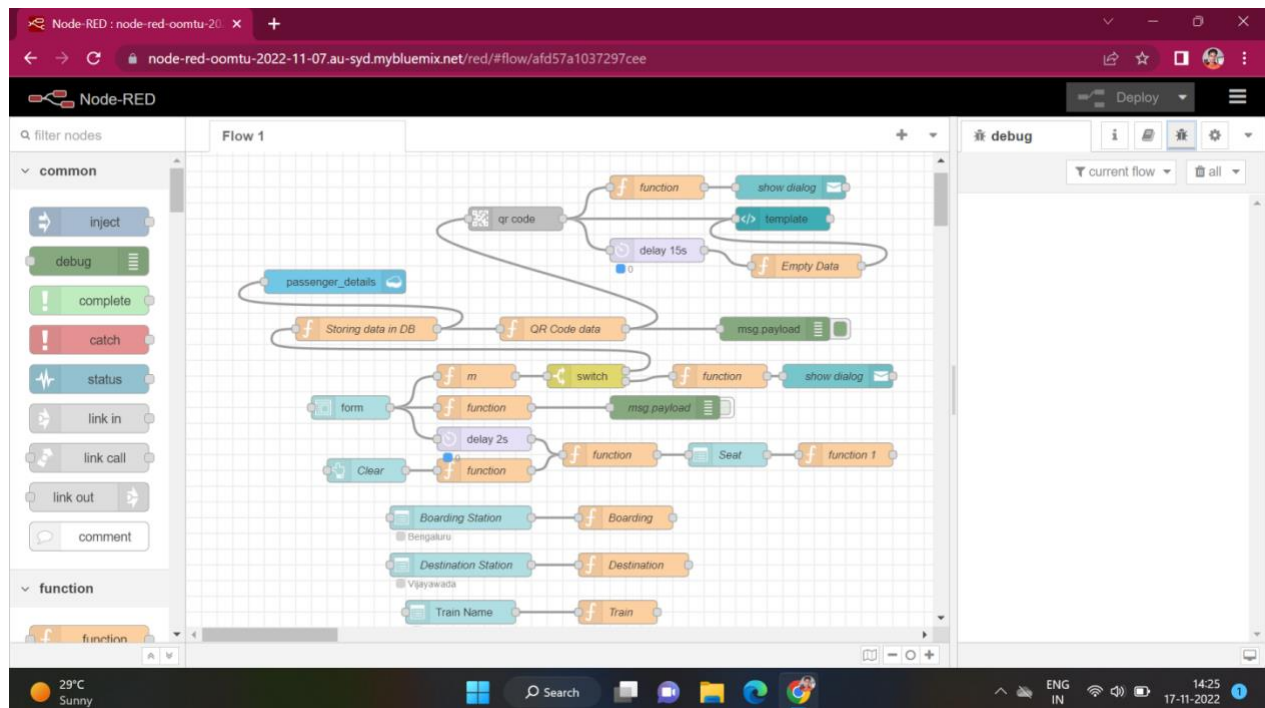 Node-RED : node-red-oomtu-20
node-red-oomtu-2022-11-07.au-syd.mybluemix.net/red/#flow/afd57a1037297cee
Node-RED
Deploy
filter nodes
Flow 1
debug
i
common
current flow
all
inject
debug
complete
catch
status
link in
link call
link out
comment
function
function
function
show dialog
qr code
template
delay 15s
0
Empty Data
passenger_details
Storing data in DB
QR Code data
msg.payload
m
switch
function
show dialog
form
function
msg.payload
delay 2s
0
function
Seat
function 1
Clear
function
Boarding Station
Boarding
Bengaluru
Destination Station
Destination
Vijayawada
Train Name
Train
29°C
Sunny
Search
ENG
IN
14:25
17-11-2022
1